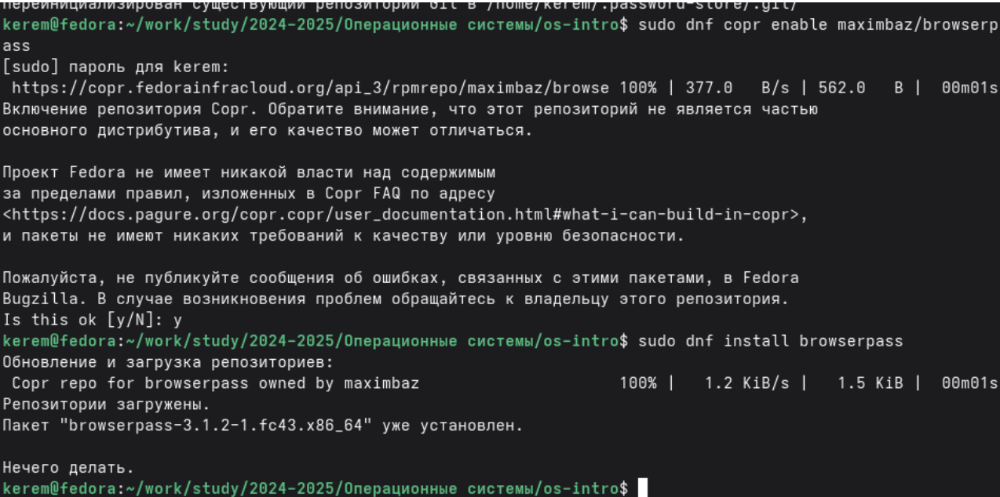 переинициализирован существующий репозиторий Git в /home/kerem/.password-store/.git/
kerem@fedora:~/work/study/2024-2025/Операционные системы/os-intro$ sudo dnf copr enable maximbaz/browserp
ass
[sudo] пароль для kerem:
 https://copr.fedorainfracloud.org/api_3/rpmrepo/maximbaz/browse 100% | 377.0   B/s | 562.0   B |  00m01s
Включение репозитория Copr. Обратите внимание, что этот репозиторий не является частью
основного дистрибутива, и его качество может отличаться.
Проект Fedora не имеет никакой власти над содержимым
за пределами правил, изложенных в Copr FAQ по адресу
<https://docs.pagure.org/copr.copr/user_documentation.html#what-i-can-build-in-copr>,
и пакеты не имеют никаких требований к качеству или уровню безопасности.
Пожалуйста, не публикуйте сообщения об ошибках, связанных с этими пакетами, в Fedora
Bugzilla. В случае возникновения проблем обращайтесь к владельцу этого репозитория.
Is this ok [y/N]: y
kerem@fedora:~/work/study/2024-2025/Операционные системы/os-intro$ sudo dnf install browserpass
Обновление и загрузка репозиториев:
 Copr repo for browserpass owned by maximbaz                     100% |   1.2 KiB/s |   1.5 KiB |  00m01s
Репозитории загружены.
Пакет "browserpass-3.1.2-1.fc43.x86_64" уже установлен.
Нечего делать.
kerem@fedora:~/work/study/2024-2025/Операционные системы/os-intro$